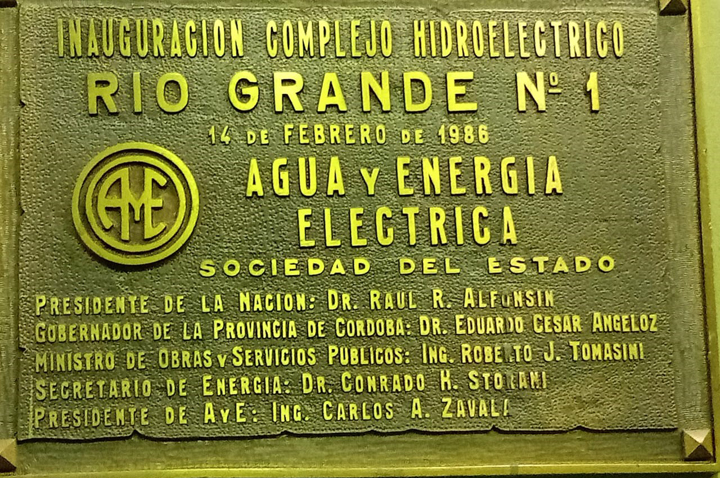 INAUGURACION COMPLEJO HIDROELECTRICO
RIO GRANDE Nº 1
14 DE FEBRERO DE 1986
AyE
AGUA Y ENERGIA
ELECTRICA
SOCIEDAD DEL ESTADO
PRESIDENTE DE LA NACION: DR. RAUL R. ALFONSIN
GOBERNADOR DE LA PROVINCIA DE CORDOBA: DR. EDUARDO CESAR ANGELOZ
MINISTRO DE OBRAS Y SERVICIOS PUBLICOS: ING. ROBERTO J. TOMASINI
SECRETARIO DE ENERGIA: DR. CONRADO H. STORANI
PRESIDENTE DE AyE: ING. CARLOS A. ZAVALA